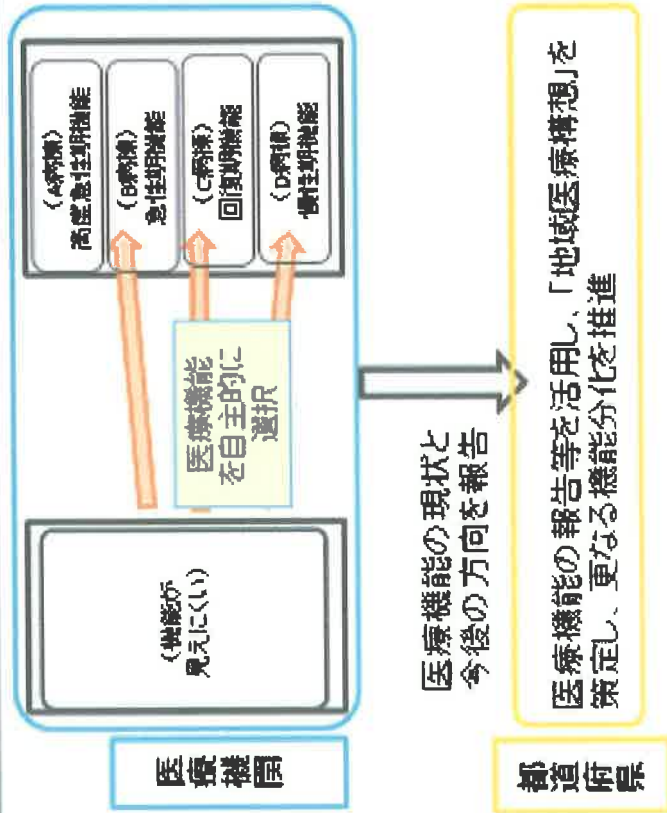 医療機関
(機能が
見えにくい)
医療機能
を自主的に
選択
(A病棟)
高度急性期機能
(B病棟)
急性期機能
(C病棟)
回復期機能
(D病棟)
慢性期機能
医療機能の現状と
今後の方向を報告
都道府県
医療機能の報告等を活用し、「地域医療構想」を
策定し、更なる機能分化を推進